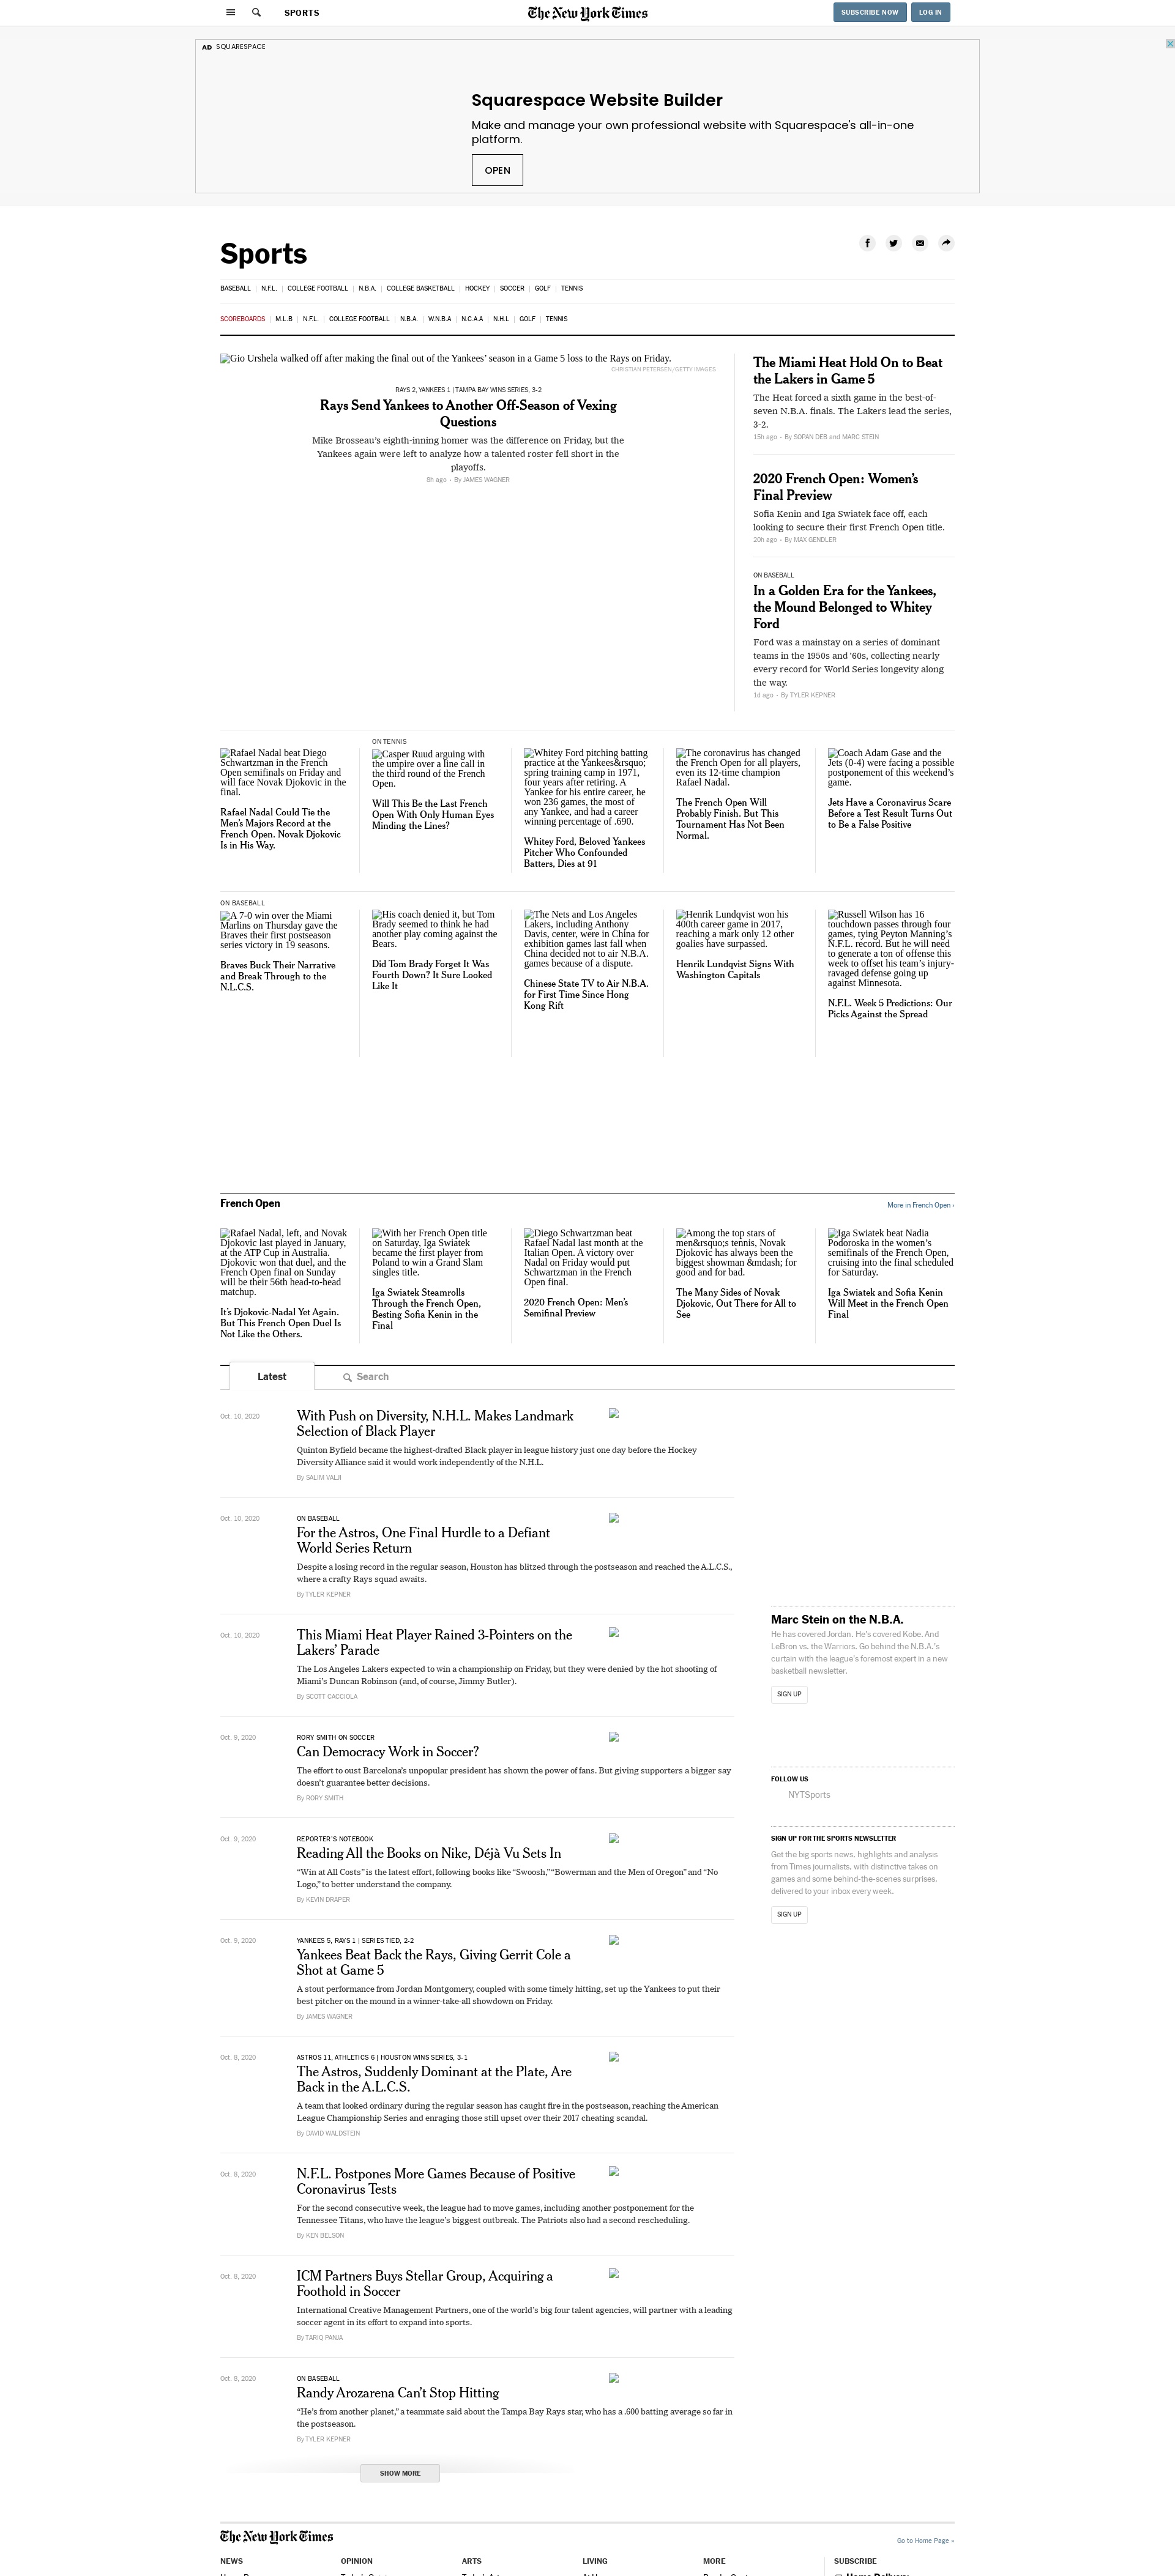 SPORTS
The New York Times
SUBSCRIBE NOW
LOG IN
AD SQUARESPACE
Squarespace Website Builder
Make and manage your own professional website with Squarespace's all-in-one
platform.
OPEN
Sports
BASEBALL | N.F.L. | COLLEGE FOOTBALL | N.B.A. | COLLEGE BASKETBALL | HOCKEY | SOCCER | GOLF | TENNIS
SCOREBOARDS | M.L.B | N.F.L. | COLLEGE FOOTBALL | N.B.A. | W.N.B.A | N.C.A.A | N.H.L | GOLF | TENNIS
Gio Urshela walked off after making the final out of the Yankees’ season in a Game 5 loss to the Rays on Friday.
CHRISTIAN PETERSEN/GETTY IMAGES
RAYS 2, YANKEES 1 | TAMPA BAY WINS SERIES, 3-2
Rays Send Yankees to Another Off-Season of Vexing
Questions
Mike Brosseau’s eighth-inning homer was the difference on Friday, but the
Yankees again were left to analyze how a talented roster fell short in the
playoffs.
8h ago • By JAMES WAGNER
The Miami Heat Hold On to Beat
the Lakers in Game 5
The Heat forced a sixth game in the best-of-
seven N.B.A. finals. The Lakers lead the series,
3-2.
15h ago • By SOPAN DEB and MARC STEIN
2020 French Open: Women’s
Final Preview
Sofia Kenin and Iga Swiatek face off, each
looking to secure their first French Open title.
20h ago • By MAX GENDLER
ON BASEBALL
In a Golden Era for the Yankees,
the Mound Belonged to Whitey
Ford
Ford was a mainstay on a series of dominant
teams in the 1950s and ’60s, collecting nearly
every record for World Series longevity along
the way.
1d ago • By TYLER KEPNER
Rafael Nadal beat Diego
Schwartzman in the French
Open semifinals on Friday and
will face Novak Djokovic in the
final.
Rafael Nadal Could Tie the
Men’s Majors Record at the
French Open. Novak Djokovic
Is in His Way.
ON TENNIS
Casper Ruud arguing with
the umpire over a line call in
the third round of the French
Open.
Will This Be the Last French
Open With Only Human Eyes
Minding the Lines?
Whitey Ford pitching batting
practice at the Yankees&rsquo;
spring training camp in 1971,
four years after retiring. A
Yankee for his entire career, he
won 236 games, the most of
any Yankee, and had a career
winning percentage of .690.
Whitey Ford, Beloved Yankees
Pitcher Who Confounded
Batters, Dies at 91
The coronavirus has changed
the French Open for all players,
even its 12-time champion
Rafael Nadal.
The French Open Will
Probably Finish. But This
Tournament Has Not Been
Normal.
Coach Adam Gase and the
Jets (0-4) were facing a possible
postponement of this weekend’s
game.
Jets Have a Coronavirus Scare
Before a Test Result Turns Out
to Be a False Positive
ON BASEBALL
A 7-0 win over the Miami
Marlins on Thursday gave the
Braves their first postseason
series victory in 19 seasons.
Braves Buck Their Narrative
and Break Through to the
N.L.C.S.
His coach denied it, but Tom
Brady seemed to think he had
another play coming against the
Bears.
Did Tom Brady Forget It Was
Fourth Down? It Sure Looked
Like It
The Nets and Los Angeles
Lakers, including Anthony
Davis, center, were in China for
exhibition games last fall when
China decided not to air N.B.A.
games because of a dispute.
Chinese State TV to Air N.B.A.
for First Time Since Hong
Kong Rift
Henrik Lundqvist won his
400th career game in 2017,
reaching a mark only 12 other
goalies have surpassed.
Henrik Lundqvist Signs With
Washington Capitals
Russell Wilson has 16
touchdown passes through four
games, tying Peyton Manning’s
N.F.L. record. But he will need
to generate a ton of offense this
week to offset his team’s injury-
ravaged defense going up
against Minnesota.
N.F.L. Week 5 Predictions: Our
Picks Against the Spread
French Open
More in French Open ›
Rafael Nadal, left, and Novak
Djokovic last played in January,
at the ATP Cup in Australia.
Djokovic won that duel, and the
French Open final on Sunday
will be their 56th head-to-head
matchup.
It’s Djokovic-Nadal Yet Again.
But This French Open Duel Is
Not Like the Others.
With her French Open title
on Saturday, Iga Swiatek
became the first player from
Poland to win a Grand Slam
singles title.
Iga Swiatek Steamrolls
Through the French Open,
Besting Sofia Kenin in the
Final
Diego Schwartzman beat
Rafael Nadal last month at the
Italian Open. A victory over
Nadal on Friday would put
Schwartzman in the French
Open final.
2020 French Open: Men’s
Semifinal Preview
Among the top stars of
men&rsquo;s tennis, Novak
Djokovic has always been the
biggest showman &mdash; for
good and for bad.
The Many Sides of Novak
Djokovic, Out There for All to
See
Iga Swiatek beat Nadia
Podoroska in the women’s
semifinals of the French Open,
cruising into the final scheduled
for Saturday.
Iga Swiatek and Sofia Kenin
Will Meet in the French Open
Final
Latest
Search
Oct. 10, 2020
With Push on Diversity, N.H.L. Makes Landmark
Selection of Black Player
Quinton Byfield became the highest-drafted Black player in league history just one day before the Hockey
Diversity Alliance said it would work independently of the N.H.L.
By SALIM VALJI
Oct. 10, 2020
ON BASEBALL
For the Astros, One Final Hurdle to a Defiant
World Series Return
Despite a losing record in the regular season, Houston has blitzed through the postseason and reached the A.L.C.S.,
where a crafty Rays squad awaits.
By TYLER KEPNER
Oct. 10, 2020
This Miami Heat Player Rained 3-Pointers on the
Lakers’ Parade
The Los Angeles Lakers expected to win a championship on Friday, but they were denied by the hot shooting of
Miami’s Duncan Robinson (and, of course, Jimmy Butler).
By SCOTT CACCIOLA
Oct. 9, 2020
RORY SMITH ON SOCCER
Can Democracy Work in Soccer?
The effort to oust Barcelona’s unpopular president has shown the power of fans. But giving supporters a bigger say
doesn’t guarantee better decisions.
By RORY SMITH
Oct. 9, 2020
REPORTER’S NOTEBOOK
Reading All the Books on Nike, Déjà Vu Sets In
“Win at All Costs” is the latest effort, following books like “Swoosh,” “Bowerman and the Men of Oregon” and “No
Logo,” to better understand the company.
By KEVIN DRAPER
Oct. 9, 2020
YANKEES 5, RAYS 1 | SERIES TIED, 2-2
Yankees Beat Back the Rays, Giving Gerrit Cole a
Shot at Game 5
A stout performance from Jordan Montgomery, coupled with some timely hitting, set up the Yankees to put their
best pitcher on the mound in a winner-take-all showdown on Friday.
By JAMES WAGNER
Oct. 8, 2020
ASTROS 11, ATHLETICS 6 | HOUSTON WINS SERIES, 3-1
The Astros, Suddenly Dominant at the Plate, Are
Back in the A.L.C.S.
A team that looked ordinary during the regular season has caught fire in the postseason, reaching the American
League Championship Series and enraging those still upset over their 2017 cheating scandal.
By DAVID WALDSTEIN
Oct. 8, 2020
N.F.L. Postpones More Games Because of Positive
Coronavirus Tests
For the second consecutive week, the league had to move games, including another postponement for the
Tennessee Titans, who have the league’s biggest outbreak. The Patriots also had a second rescheduling.
By KEN BELSON
Oct. 8, 2020
ICM Partners Buys Stellar Group, Acquiring a
Foothold in Soccer
International Creative Management Partners, one of the world’s big four talent agencies, will partner with a leading
soccer agent in its effort to expand into sports.
By TARIQ PANJA
Oct. 8, 2020
ON BASEBALL
Randy Arozarena Can’t Stop Hitting
“He’s from another planet,” a teammate said about the Tampa Bay Rays star, who has a .600 batting average so far in
the postseason.
By TYLER KEPNER
SHOW MORE
Marc Stein on the N.B.A.
He has covered Jordan. He’s covered Kobe. And
LeBron vs. the Warriors. Go behind the N.B.A.’s
curtain with the league’s foremost expert in a new
basketball newsletter.
SIGN UP
FOLLOW US
NYTSports
SIGN UP FOR THE SPORTS NEWSLETTER
Get the big sports news, highlights and analysis
from Times journalists, with distinctive takes on
games and some behind-the-scenes surprises,
delivered to your inbox every week.
SIGN UP
The New York Times
Go to Home Page »
NEWS
OPINION
ARTS
LIVING
MORE
SUBSCRIBE